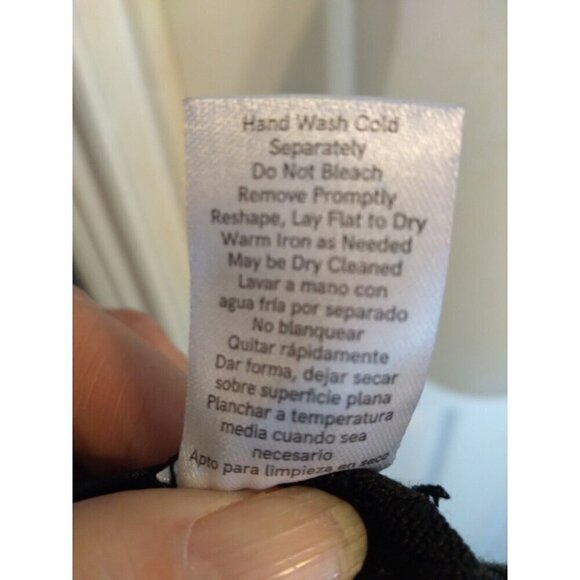 Hand Wash Cold
Separately
Do Not Bleach
Remove Promptly
Reshape, Lay Flat to Dry
Warm Iron as Needed
May be Dry Cleaned
Lavar a mano con
agua fría por separado
No blanquear
Quitar rápidamente
Dar forma, dejar secar
sobre superficie plana
Planchar a temperatura
media cuando sea
necesario
Apto para limpieza en seco